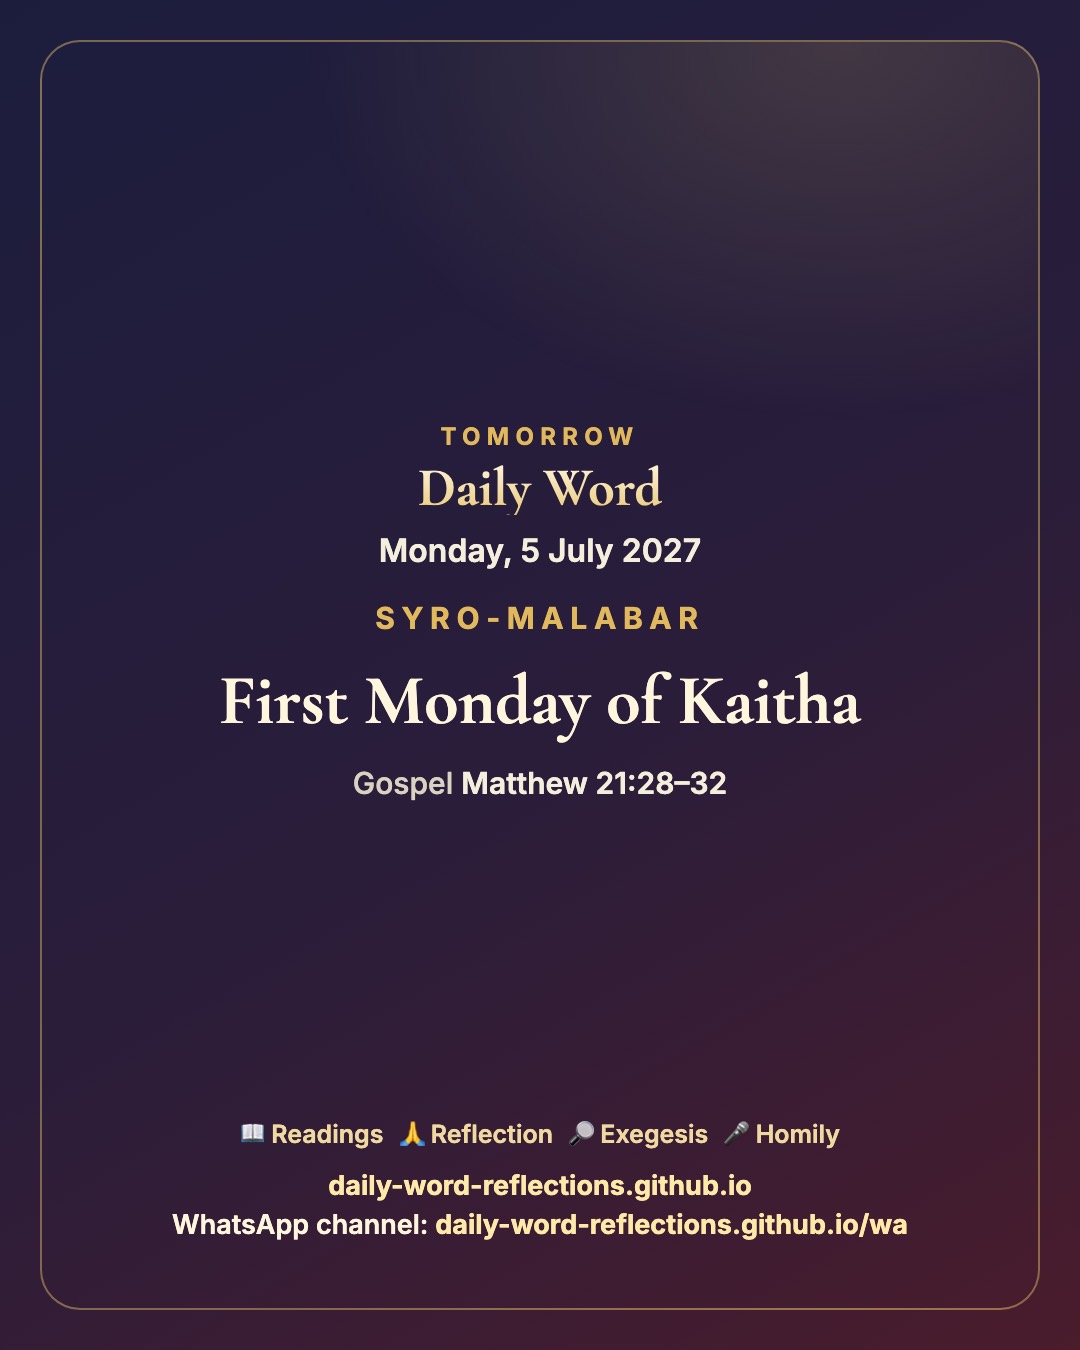 TOMORROW
Daily Word
Monday, 5 July 2027
SYRO-MALABAR
First Monday of Kaitha
Gospel Matthew 21:28–32
📖 Readings 🙏 Reflection 🔎 Exegesis 🎤 Homily
daily-word-reflections.github.io
WhatsApp channel: daily-word-reflections.github.io/wa